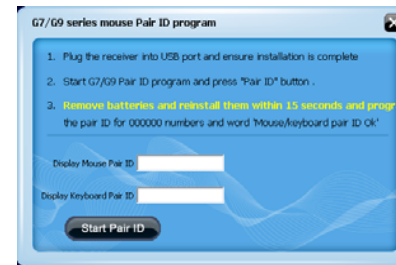 G7/G9 series mouse Pair ID program
1. Plug the receiver into USB port and ensure installation is complete
2. Start G7/G9 Pair ID program and press "Pair ID" button .
3. Remove batteries and reinstall them within 15 seconds and progr
the pair ID for 000000 numbers and word 'Mouse/keyboard pair ID Ok'
Display Mouse Pair ID
Display Keyboard Pair ID
Start Pair ID